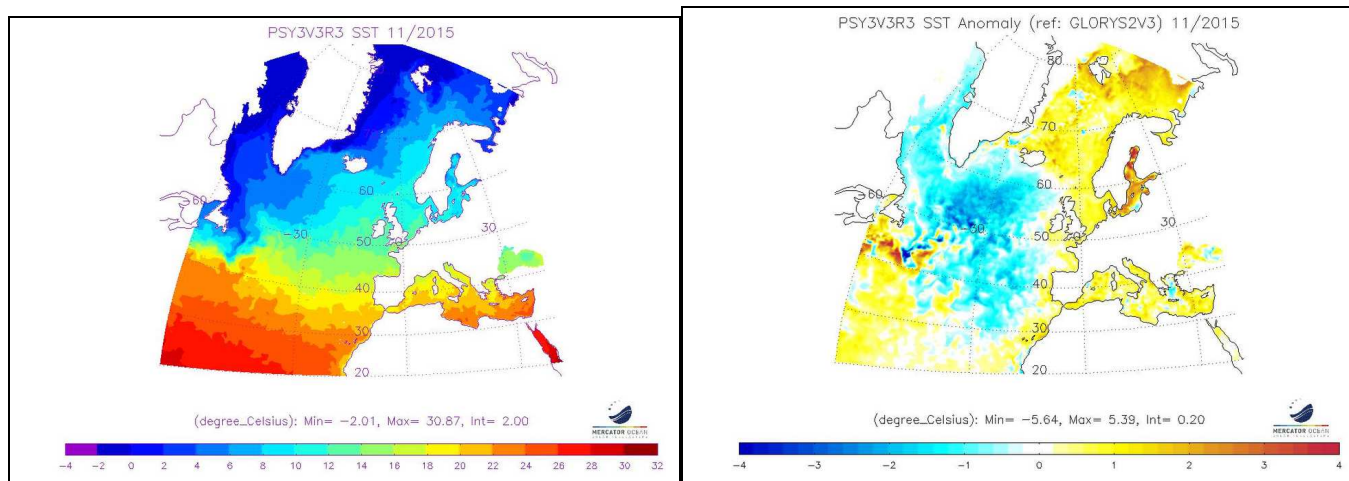 PSY3V3R3 SST 11/2015
60
60
-30
50
30
40
30
20
(degree_Celsius): Min= -2.01, Max= 30.87, Int= 2.00
MERCATOR OCEAN
-4 -2 0 2 4 6 8 10 12 14 16 18 20 22 24 26 28 30 32
PSY3V3R3 SST Anomaly (ref: GLORYS2V3) 11/2015
80
70
-60
60
-30
50
30
40
30
20
(degree_Celsius): Min= -5.64, Max= 5.39, Int= 0.20
MERCATOR OCEAN
-4 -3 -2 -1 0 1 2 3 4